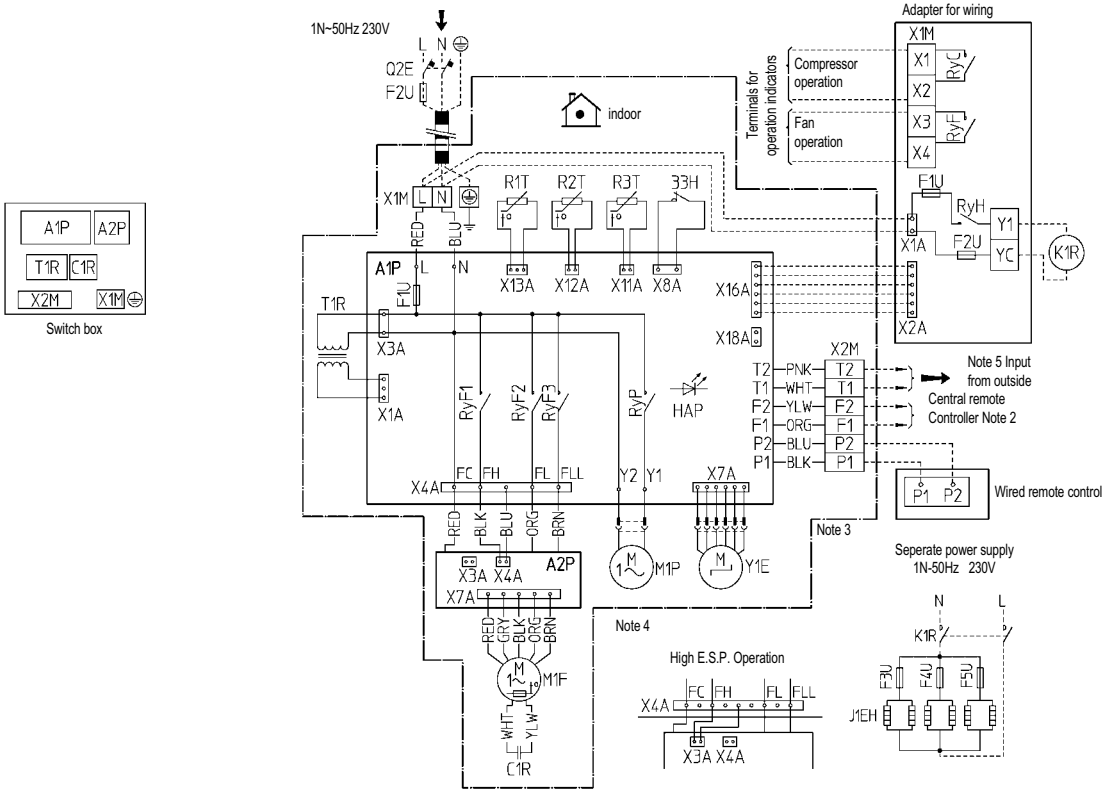 Adapter for wiring
1N~50Hz 230V
L N
Q2E
F2U
indoor
Terminals for
operation indicators
Compressor
operation
Fan
operation
X1M
X1
X2
X3
X4
RyC
RyF
F1U
RyH
F2U
X1A
Y1
YC
K1R
X2A
A1P A2P
T1R C1R
X2M X1M
Switch box
X1M L N
RED BLU
R1T R2T R3T 33H
X13A X12A X11A X8A
A1P L N
F1U
T1R
X3A
X1A
X16A
X18A
RyF1 RyF2 RyF3 RyP
HAP
X2M
T2 PNK T2
T1 WHT T1
F2 YLW F2
F1 ORG F1
P2 BLU P2
P1 BLK P1
Note 5 Input
from outside
Central remote
Controller Note 2
P1 P2
Wired remote control
X4A FC FH FL FLL
Y2 Y1
X7A
RED BLK BLU ORG BRN
X3A X4A A2P
X7A
M
1~
M1P
M
Y1E
Note 3
RED GRY BLK ORG BRN
M
1~
M1F
WHT YLW
C1R
Note 4
High E.S.P. Operation
FC FH FL FLL
X4A
X3A X4A
Seperate power supply
1N-50Hz 230V
N L
K1R
F3U F4U F5U
J1EH